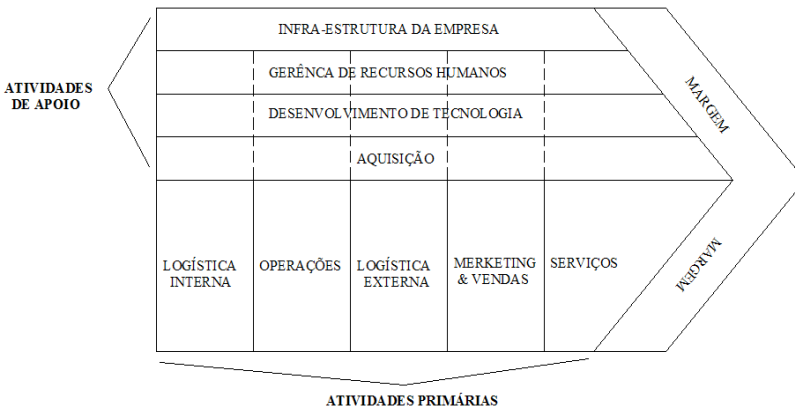 INFRA-ESTRUTURA DA EMPRESA
GERÊNCA DE RECURSOS HUMANOS
ATIVIDADES
DE APOIO
DESENVOLVIMENTO DE TECNOLOGIA
MARGEM
AQUISIÇÃO
LOGÍSTICA
INTERNA
OPERAÇÕES
LOGÍSTICA
EXTERNA
MERKETING
& VENDAS
SERVIÇOS
MARGEM
ATIVIDADES PRIMÁRIAS